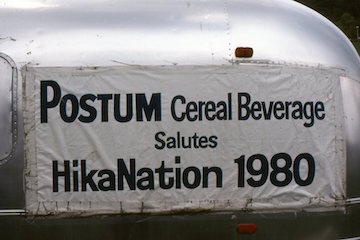 POSTUM Cereal Beverage
Salutes
HikaNation 1980